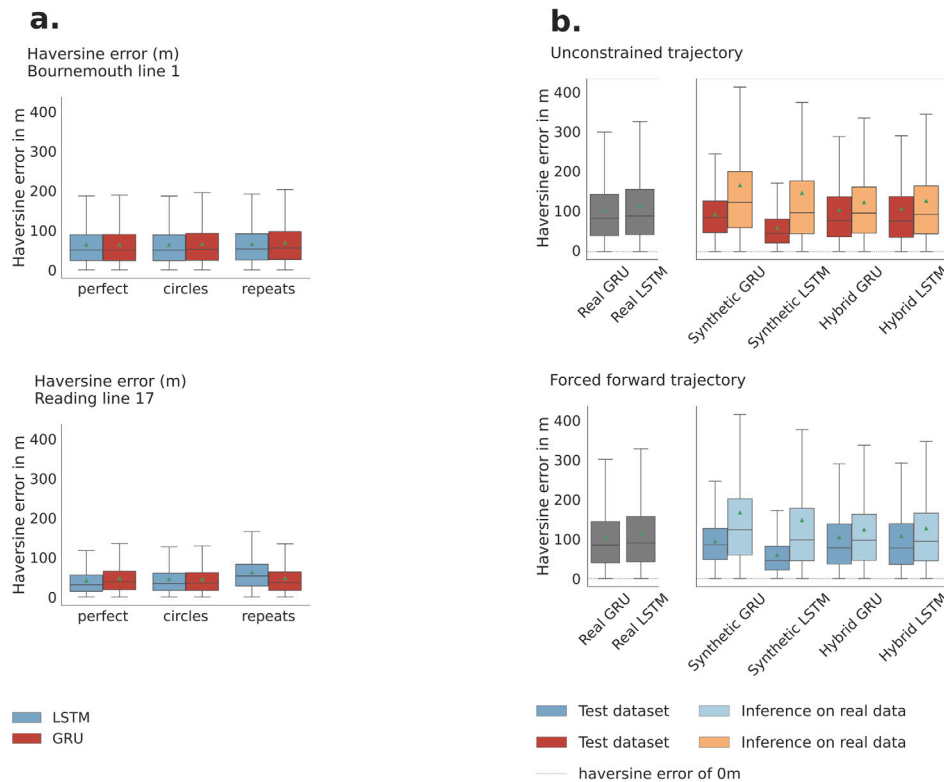 a.
Haversine error (m)
Bournemouth line 1
Haversine error in m
400
300
200
100
0
perfect
circles
repeats
Haversine error (m)
Reading line 17
Haversine error in m
400
300
200
100
0
perfect
circles
repeats
LSTM
GRU
b.
Unconstrained trajectory
Haversine error in m
400
300
200
100
0
Real GRU
Real LSTM
Synthetic GRU
Synthetic LSTM
Hybrid GRU
Hybrid LSTM
Forced forward trajectory
Haversine error in m
400
300
200
100
0
Real GRU
Real LSTM
Synthetic GRU
Synthetic LSTM
Hybrid GRU
Hybrid LSTM
Test dataset
Inference on real data
Test dataset
Inference on real data
haversine error of 0m